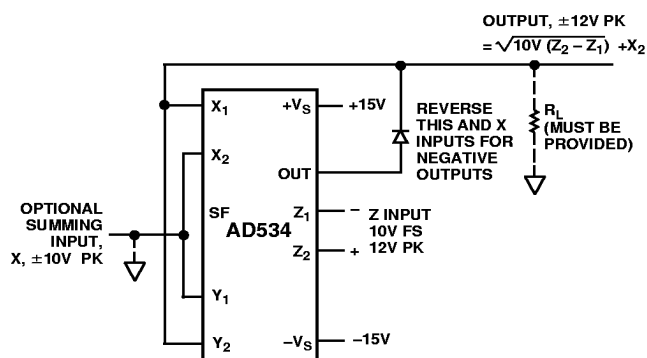 OUTPUT, ±12V PK
= √10V (Z2 – Z1) +X2
X1
+VS
+15V
REVERSE
THIS AND X
INPUTS FOR
NEGATIVE
OUTPUTS
RL
(MUST BE
PROVIDED)
X2
OUT
OPTIONAL
SUMMING
INPUT,
X, ±10V PK
SF
AD534
Z1
–
Z INPUT
10V FS
12V PK
Z2
+
Y1
Y2
–VS
–15V